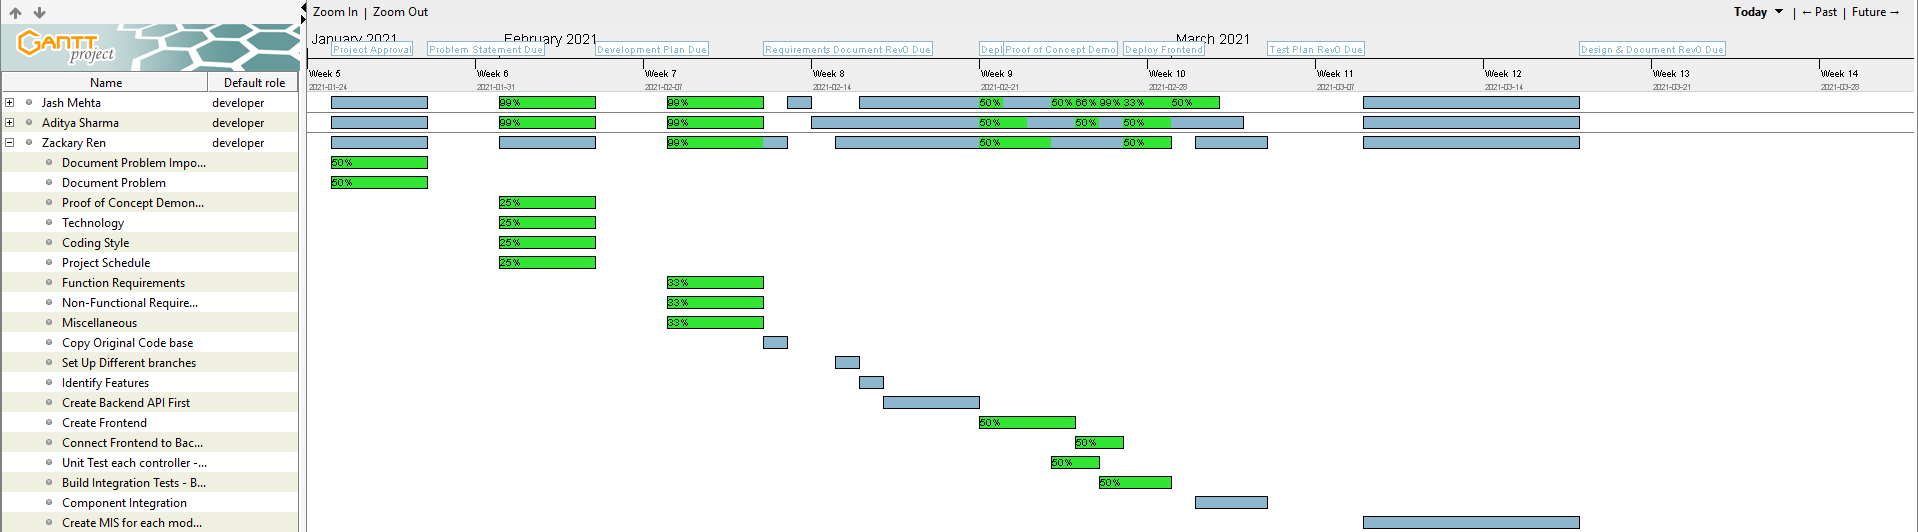 Zoom In | Zoom Out
Today | ← Past | Future →
GANTT project
January 2021 February 2021 March 2021
Project Approval Problem Statement Due Development Plan Due Requirements Document Rev0 Due Depl Proof of Concept Demo Deploy Frontend Test Plan Rev0 Due Design & Document Rev0 Due
Name Default role
Week 5 Week 6 Week 7 Week 8 Week 9 Week 10 Week 11 Week 12 Week 13 Week 14
2021-01-24 2021-01-31 2021-02-07 2021-02-14 2021-02-21 2021-02-28 2021-03-07 2021-03-14 2021-03-21 2021-03-28
Jash Mehta developer 99% 99% 50% 50% 66% 99% 33% 50%
Aditya Sharma developer 99% 99% 50% 50% 50%
Zackary Ren developer 99% 50% 50%
Document Problem Impo... 50%
Document Problem 50%
Proof of Concept Demon... 25%
Technology 25%
Coding Style 25%
Project Schedule 25%
Function Requirements 33%
Non-Functional Require... 33%
Miscellaneous 33%
Copy Original Code base
Set Up Different branches
Identify Features
Create Backend API First
Create Frontend 50%
Connect Frontend to Bac... 50%
Unit Test each controller -... 50%
Build Integration Tests - B... 50%
Component Integration
Create MIS for each mod...